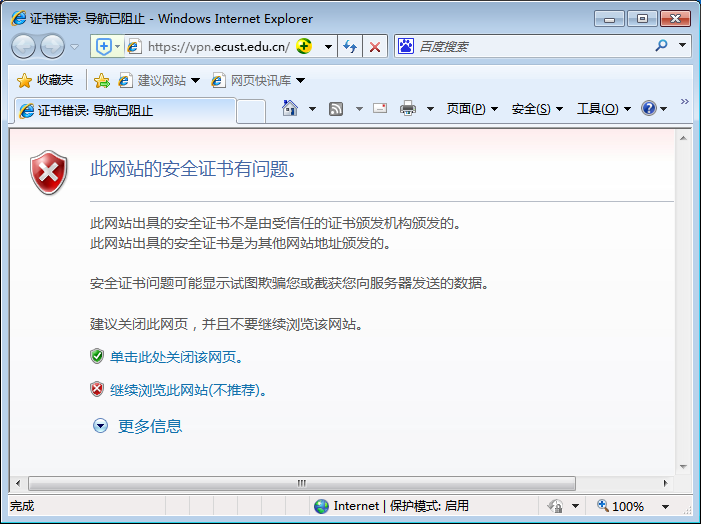 证书错误: 导航已阻止 - Windows Internet Explorer
https://vpn.ecust.edu.cn/
百度搜索
收藏夹
建议网站
网页快讯库
证书错误: 导航已阻止
页面(P)
安全(S)
工具(O)
此网站的安全证书有问题。
此网站出具的安全证书不是由受信任的证书颁发机构颁发的。
此网站出具的安全证书是为其他网站地址颁发的。
安全证书问题可能显示试图欺骗您或截获您向服务器发送的数据。
建议关闭此网页，并且不要继续浏览该网站。
单击此处关闭该网页。
继续浏览此网站(不推荐)。
更多信息
完成
Internet | 保护模式: 启用
100%